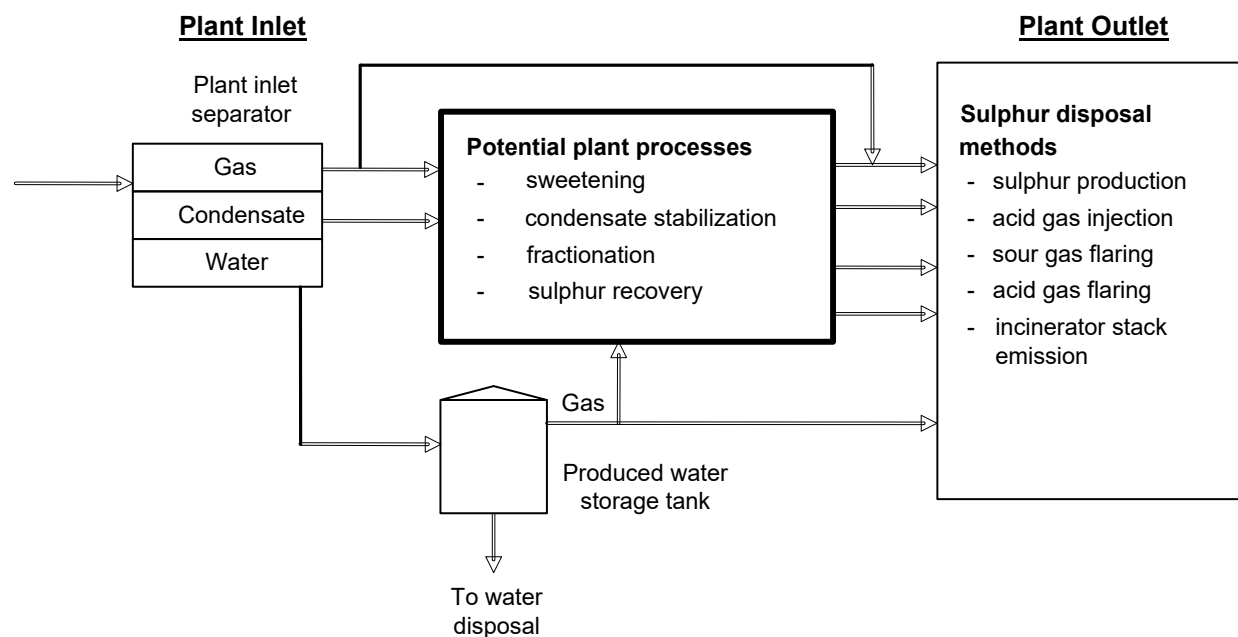 Plant Inlet
Plant Outlet
Plant inlet
separator
Gas
Condensate
Water
Potential plant processes
- sweetening
- condensate stabilization
- fractionation
- sulphur recovery
Sulphur disposal
methods
- sulphur production
- acid gas injection
- sour gas flaring
- acid gas flaring
- incinerator stack
emission
Gas
Produced water
storage tank
To water
disposal